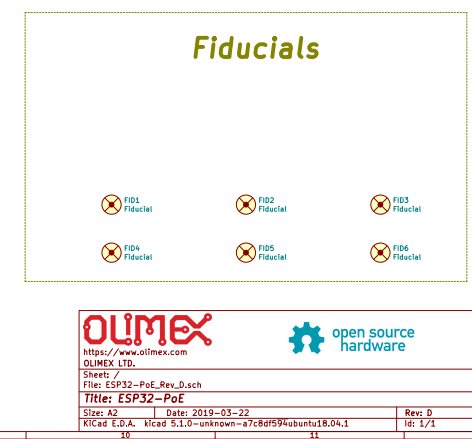 Fiducials
FID1 FID2 FID3
Fiducial Fiducial Fiducial
FID4 FID5 FID6
Fiducial Fiducial Fiducial
OLIMEX
open source
hardware
https://www.olimex.com
OLIMEX LTD.
Sheet: /
File: ESP32-PoE_Rev_D.sch
Title: ESP32-PoE
Size: A2 Date: 2019-03-22 Rev: D
KiCad E.D.A. kicad 5.1.0-unknown-a7c8df594ubuntu18.04.1 Id: 1/1
10 11